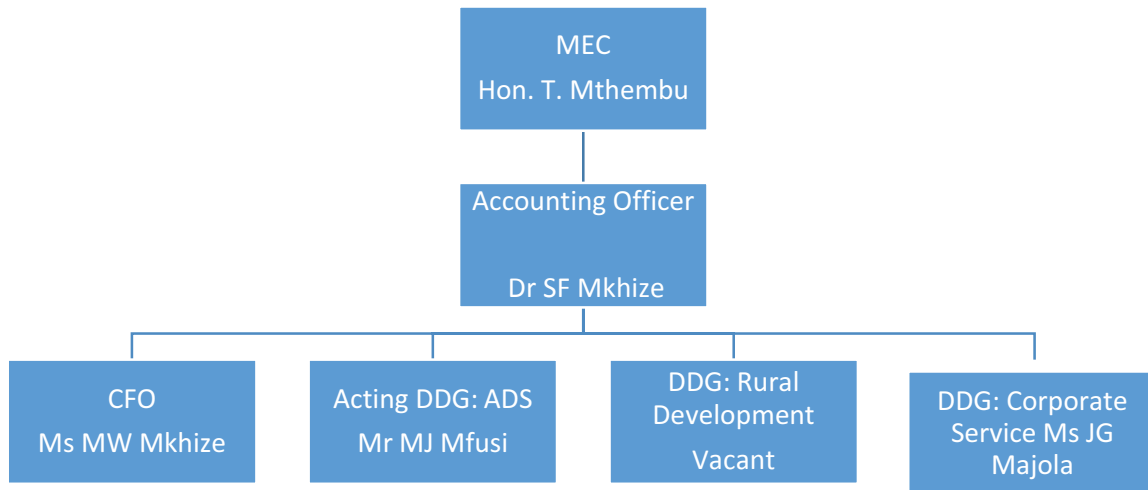 MEC
Hon. T. Mthembu
Accounting Officer
Dr SF Mkhize
CFO
Ms MW Mkhize
Acting DDG: ADS
Mr MJ Mfusi
DDG: Rural
Development
Vacant
DDG: Corporate
Service Ms JG
Majola